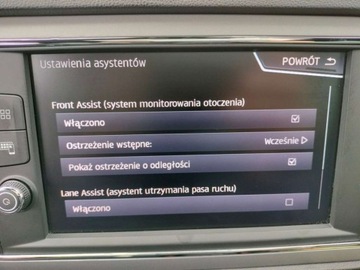 Ustawienia asystentów
POWRÓT
Front Assist (system monitorowania otoczenia)
Włączono
Ostrzeżenie wstępne:
Wcześnie
Pokaż ostrzeżenie o odległości
Lane Assist (asystent utrzymania pasa ruchu)
Włączono